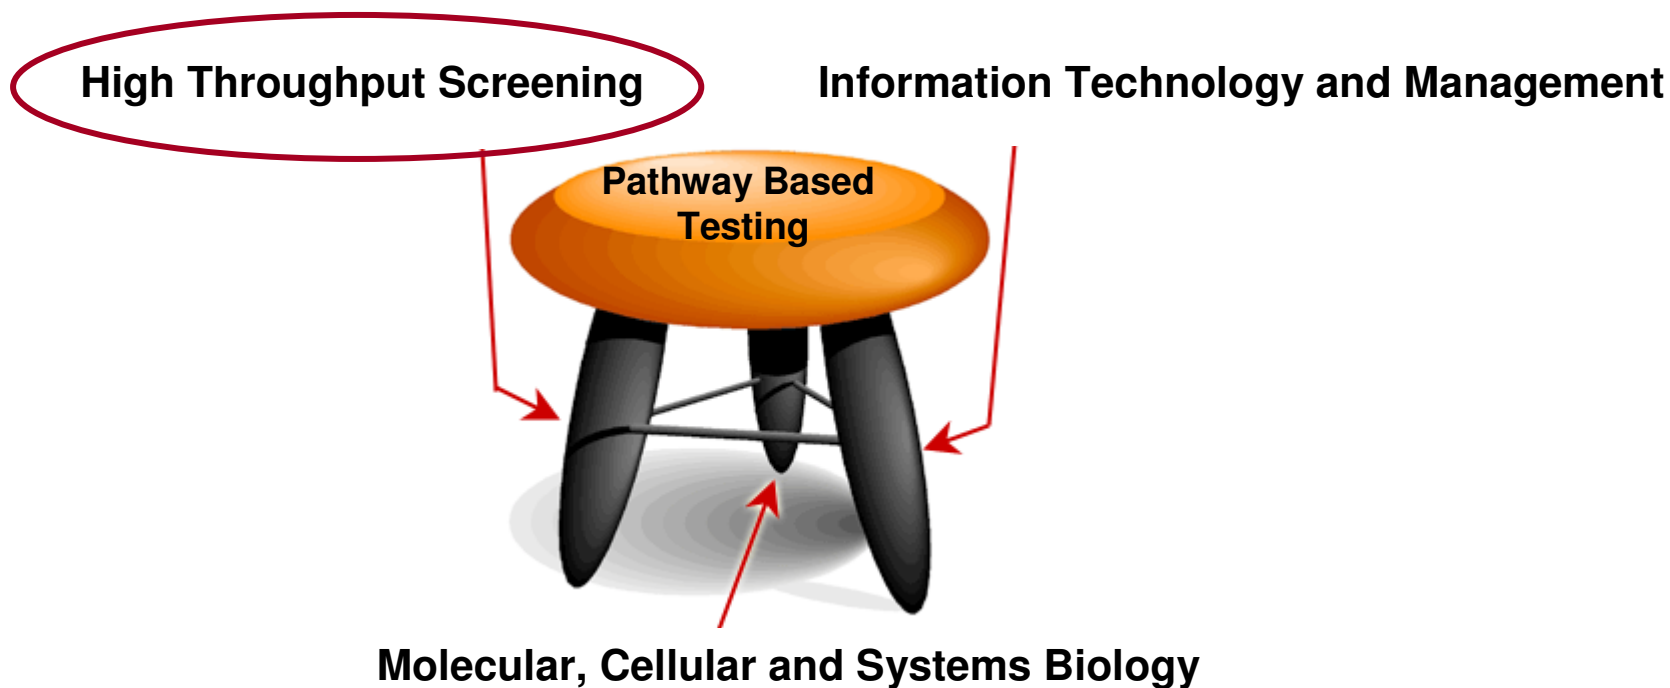 High Throughput Screening
Information Technology and Management
Pathway Based
Testing
Molecular, Cellular and Systems Biology